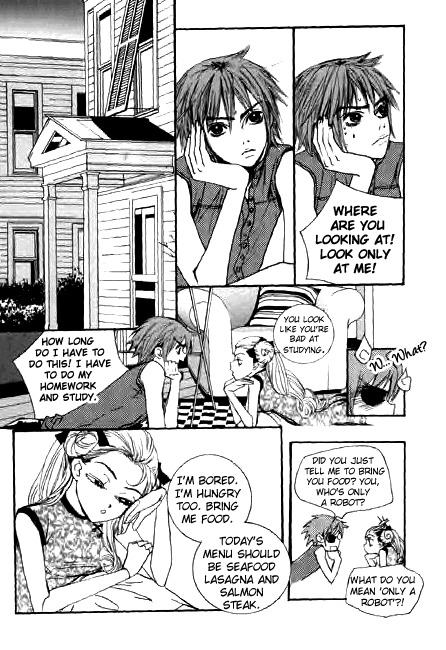 WHERE
ARE YOU
LOOKING AT!
LOOK ONLY
AT ME!
HOW LONG
DO I HAVE TO
DO THIS! I HAVE
TO DO MY
HOMEWORK
AND STUDY.
YOU LOOK
LIKE YOU'RE
BAD AT
STUDYING.
W... What?
I'M BORED.
I'M HUNGRY
TOO. BRING
ME FOOD.
TODAY'S
MENU SHOULD
BE SEAFOOD
LASAGNA AND
SALMON
STEAK.
DID YOU JUST
TELL ME TO BRING
YOU FOOD? YOU,
WHO'S ONLY
A ROBOT?
WHAT DO YOU
MEAN 'ONLY A
ROBOT'?!